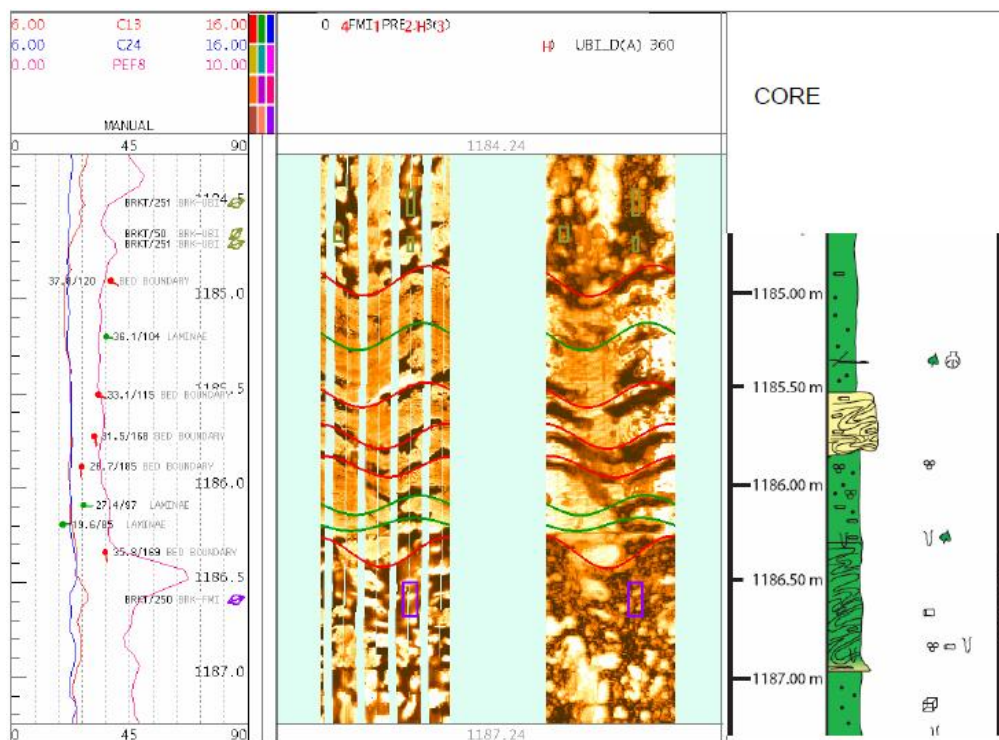 6.00 C13 16.00
6.00 C24 16.00
0.00 PEF8 10.00
MANUAL
0 45 90
UBI_D(A) 360
CORE
1184.24
BRKT/251 BRK-UBI
BRKT/50 BRK-UBI
BRKT/251 BRK-UBI
37.8/120 BED BOUNDARY
1185.0
1185.00 m
36.1/104 LAMINAE
33.1/115 BED BOUNDARY
1185.50 m
31.5/168 BED BOUNDARY
28.7/185 BED BOUNDARY
1186.0
1186.00 m
27.4/97 LAMINAE
19.6/85 LAMINAE
35.8/169 BED BOUNDARY
1186.5
1186.50 m
BRKT/250 BRK-FMI
1187.0
1187.00 m
0 45 90
1187.24